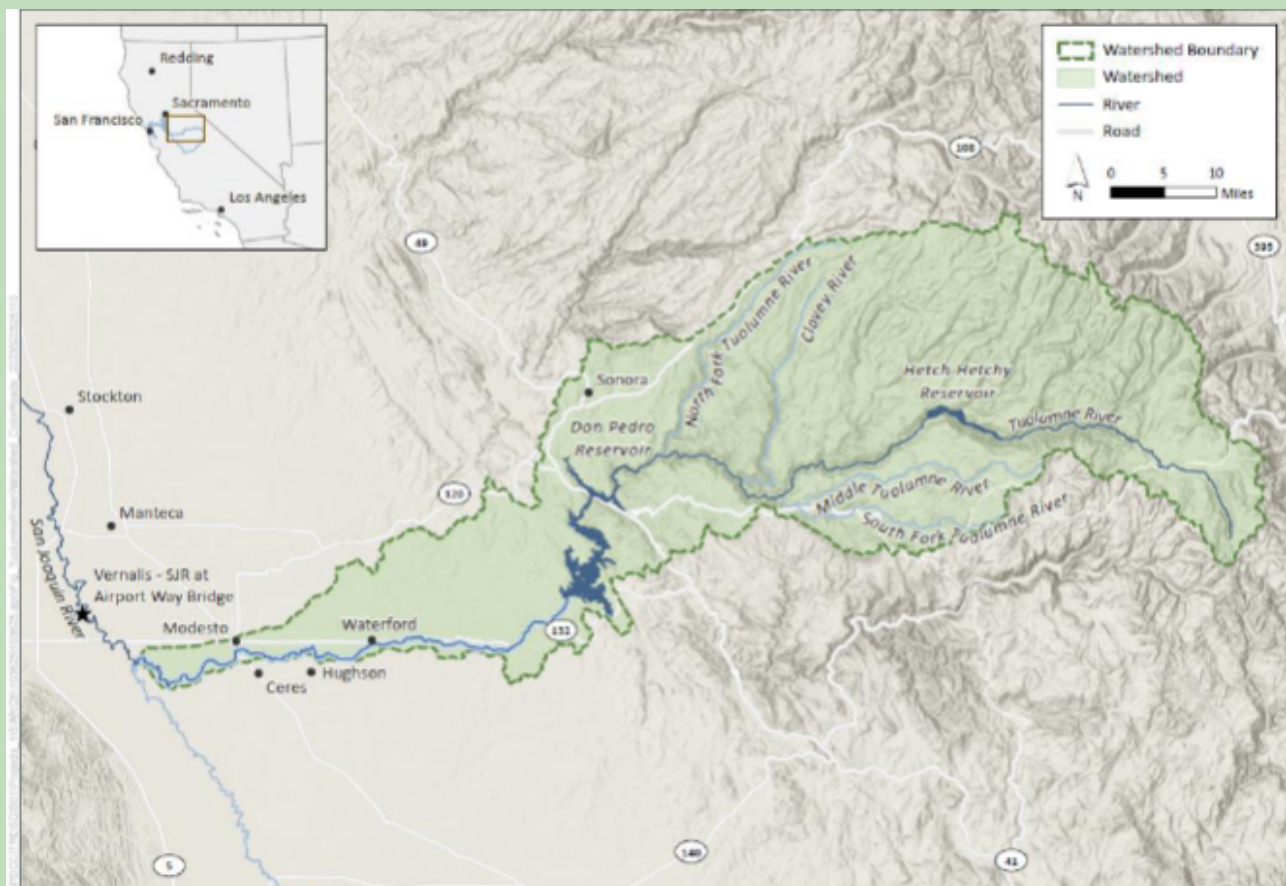 Redding
Sacramento
San Francisco
Los Angeles
Watershed Boundary
Watershed
River
Road
0 5 10
Miles
N
108
395
49
North Fork Tuolumne River
Clavey River
Sonora
Hetch Hetchy
Reservoir
Tuolumne River
Stockton
Don Pedro
Reservoir
120
Middle Tuolumne River
South Fork Tuolumne River
Manteca
San Joaquin River
Vernalis - SJR at
Airport Way Bridge
Modesto
Waterford
132
Ceres
Hughson
5
140
41